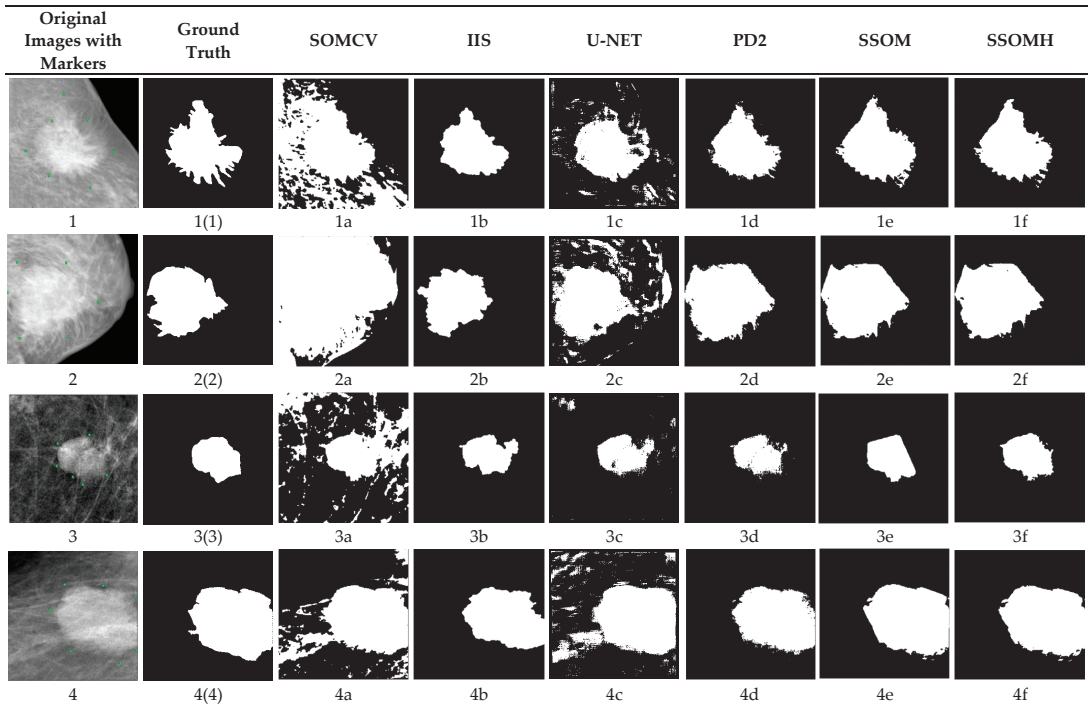 Original Images with Markers Ground Truth SOMCV IIS U-NET PD2 SSOM SSOMH
1 1(1) 1a 1b 1c 1d 1e 1f
2 2(2) 2a 2b 2c 2d 2e 2f
3 3(3) 3a 3b 3c 3d 3e 3f
4 4(4) 4a 4b 4c 4d 4e 4f